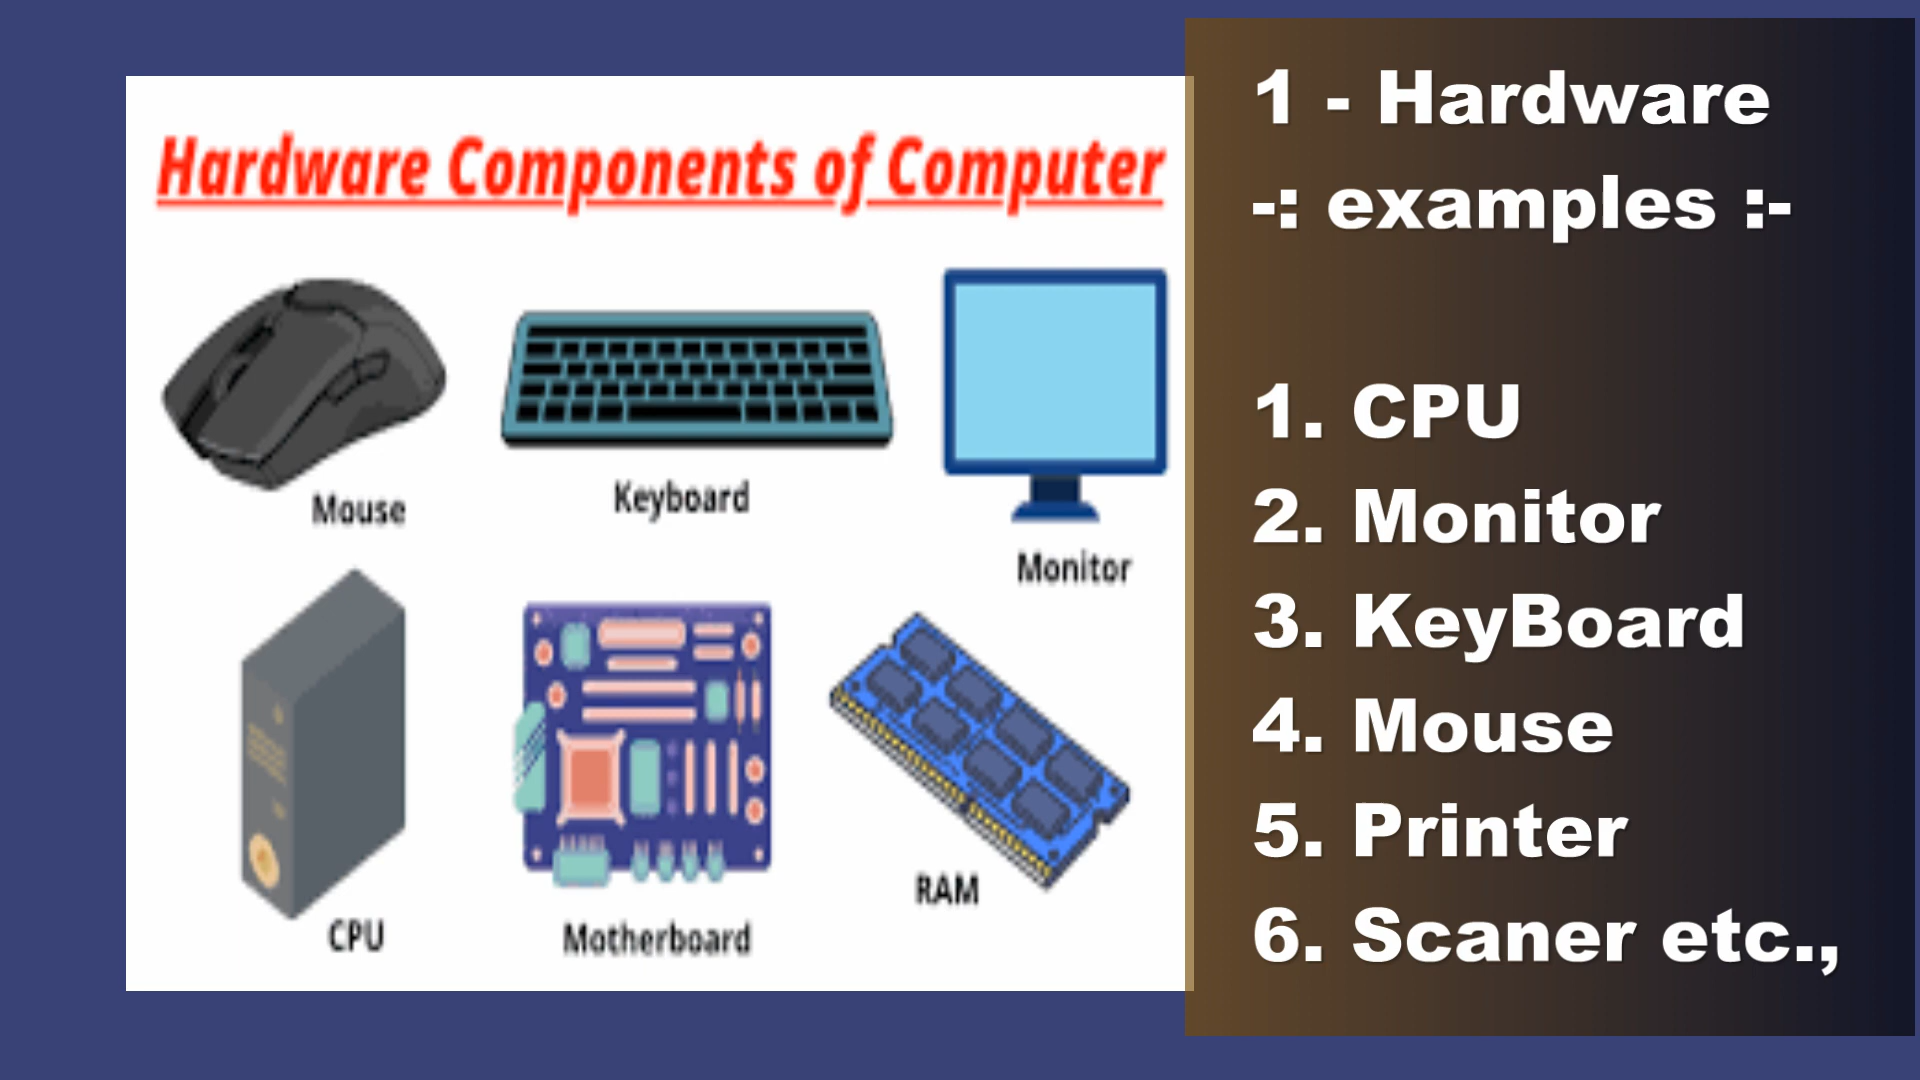 Hardware Components of Computer
Mouse
Keyboard
Monitor
CPU
Motherboard
RAM
1 - Hardware
-: examples :-
1. CPU
2. Monitor
3. KeyBoard
4. Mouse
5. Printer
6. Scaner etc.,